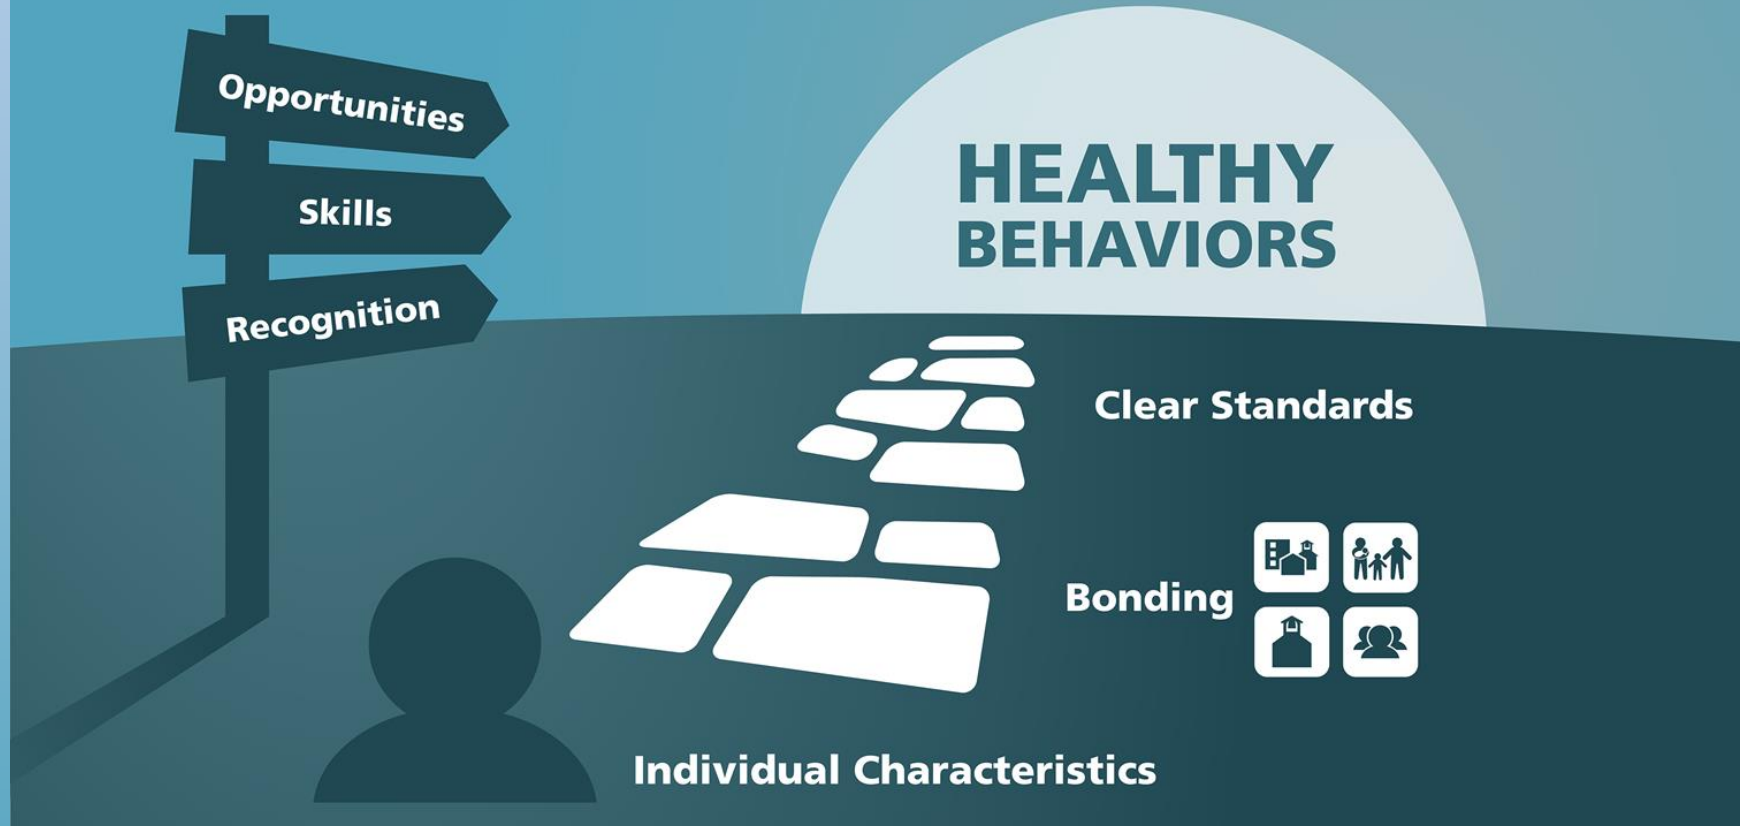 Opportunities
Skills
Recognition
HEALTHY
BEHAVIORS
Clear Standards
Bonding
Individual Characteristics